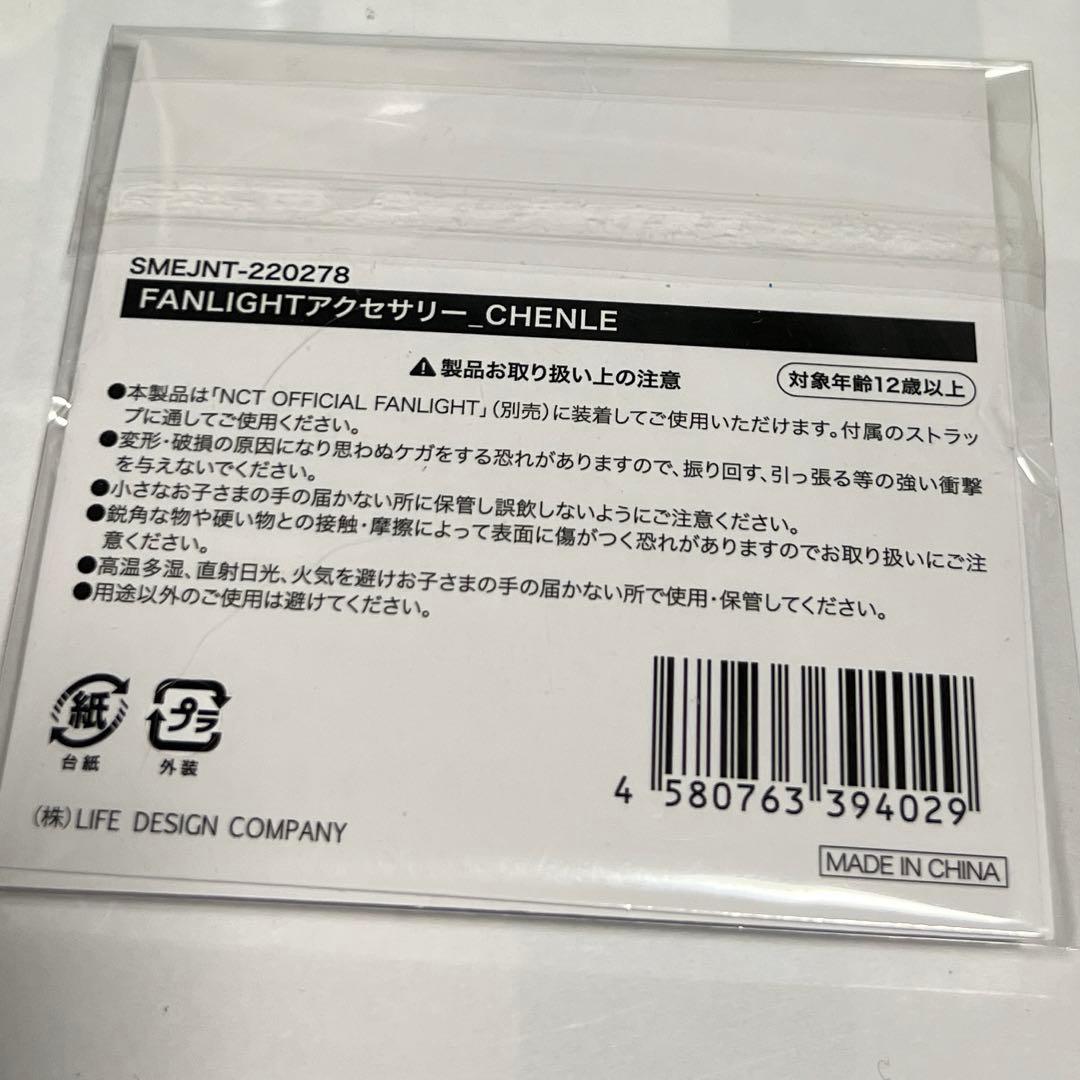 SMEJNT-220278
FANLIGHTアクセサリー_CHENLE
⚠製品お取り扱い上の注意
対象年齢12歳以上
●本製品は「NCT OFFICIAL FANLIGHT」(別売)に装着してご使用いただけます。付属のストラッ
プに通してご使用ください。
●変形・破損の原因になり思わぬケガをする恐れがありますので、振り回す、引っ張る等の強い衝撃
を与えないでください。
●小さなお子さまの手の届かない所に保管し誤飲しないようにご注意ください。
●鋭角な物や硬い物との接触・摩擦によって表面に傷がつく恐れがありますのでお取り扱いにご注
意ください。
●高温多湿、直射日光、火気を避けお子さまの手の届かない所で使用・保管してください。
●用途以外のご使用は避けてください。
紙
プラ
台紙
外装
4 580763 394029
(株)LIFE DESIGN COMPANY
MADE IN CHINA